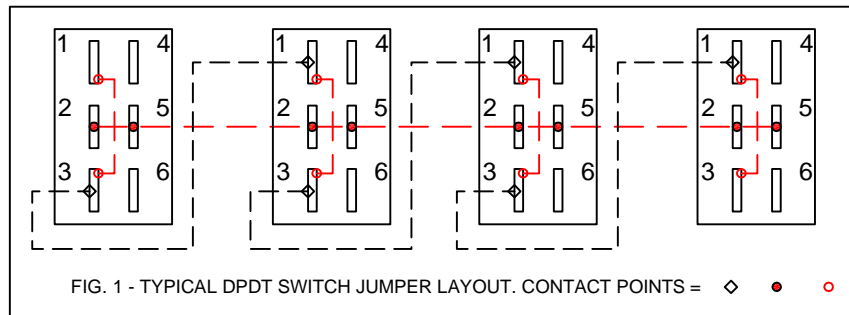 1 4 1 4 1 4 1 4
2 5 2 5 2 5 2 5
3 6 3 6 3 6 3 6
FIG. 1 - TYPICAL DPDT SWITCH JUMPER LAYOUT. CONTACT POINTS =